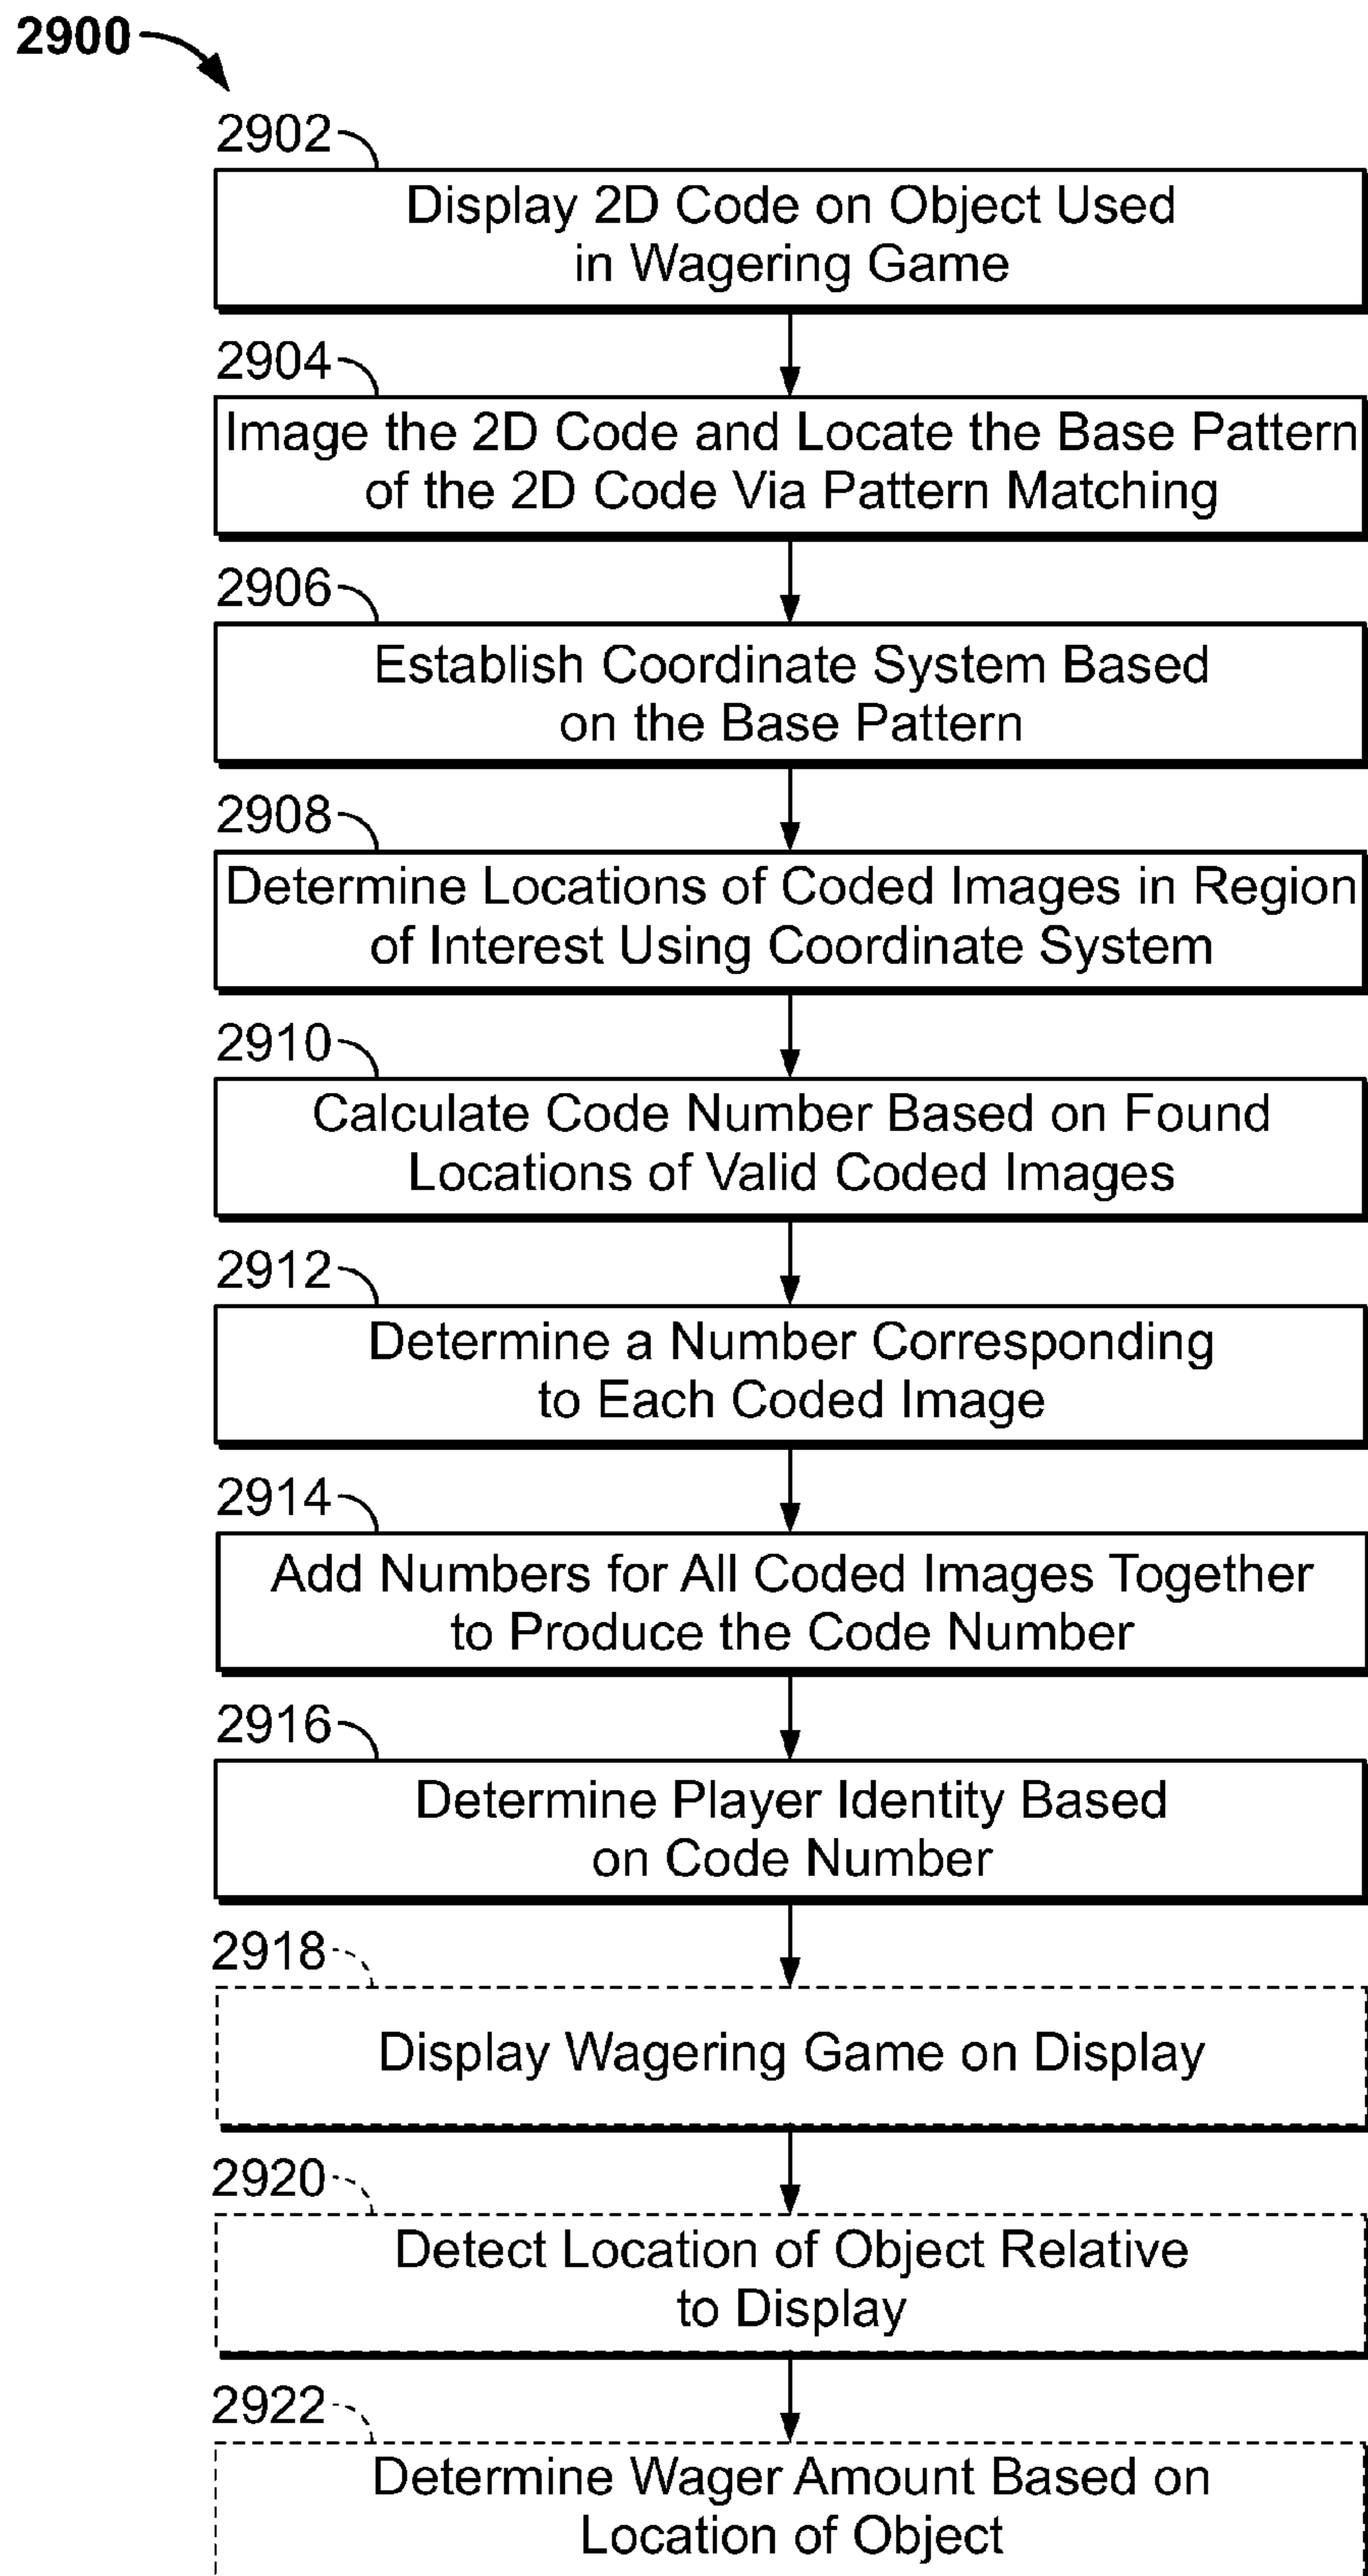 2900
2902
Display 2D Code on Object Used
in Wagering Game
2904
Image the 2D Code and Locate the Base Pattern
of the 2D Code Via Pattern Matching
2906
Establish Coordinate System Based
on the Base Pattern
2908
Determine Locations of Coded Images in Region
of Interest Using Coordinate System
2910
Calculate Code Number Based on Found
Locations of Valid Coded Images
2912
Determine a Number Corresponding
to Each Coded Image
2914
Add Numbers for All Coded Images Together
to Produce the Code Number
2916
Determine Player Identity Based
on Code Number
2918
Display Wagering Game on Display
2920
Detect Location of Object Relative
to Display
2922
Determine Wager Amount Based on
Location of Object